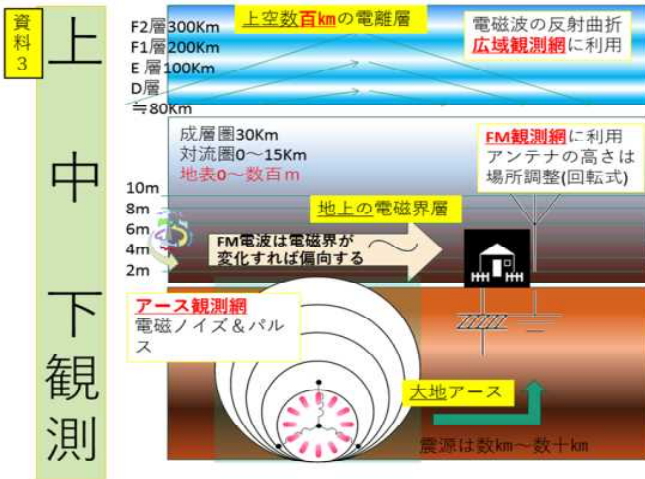 資料3
上中下観測
上空数百kmの電離層
F2層300Km
F1層200Km
E 層100Km
D層
≒80Km
電磁波の反射曲折
広域観測網に利用
成層圏30Km
対流圏0～15Km
地表0～数百ｍ
FM観測網に利用
アンテナの高さは
場所調整(回転式)
10m
8m
6m
4m
2m
地上の電磁界層
FM電波は電磁界が
変化すれば偏向する
アース観測網
電磁ノイズ＆パル
ス
大地アース
震源は数km～数十km